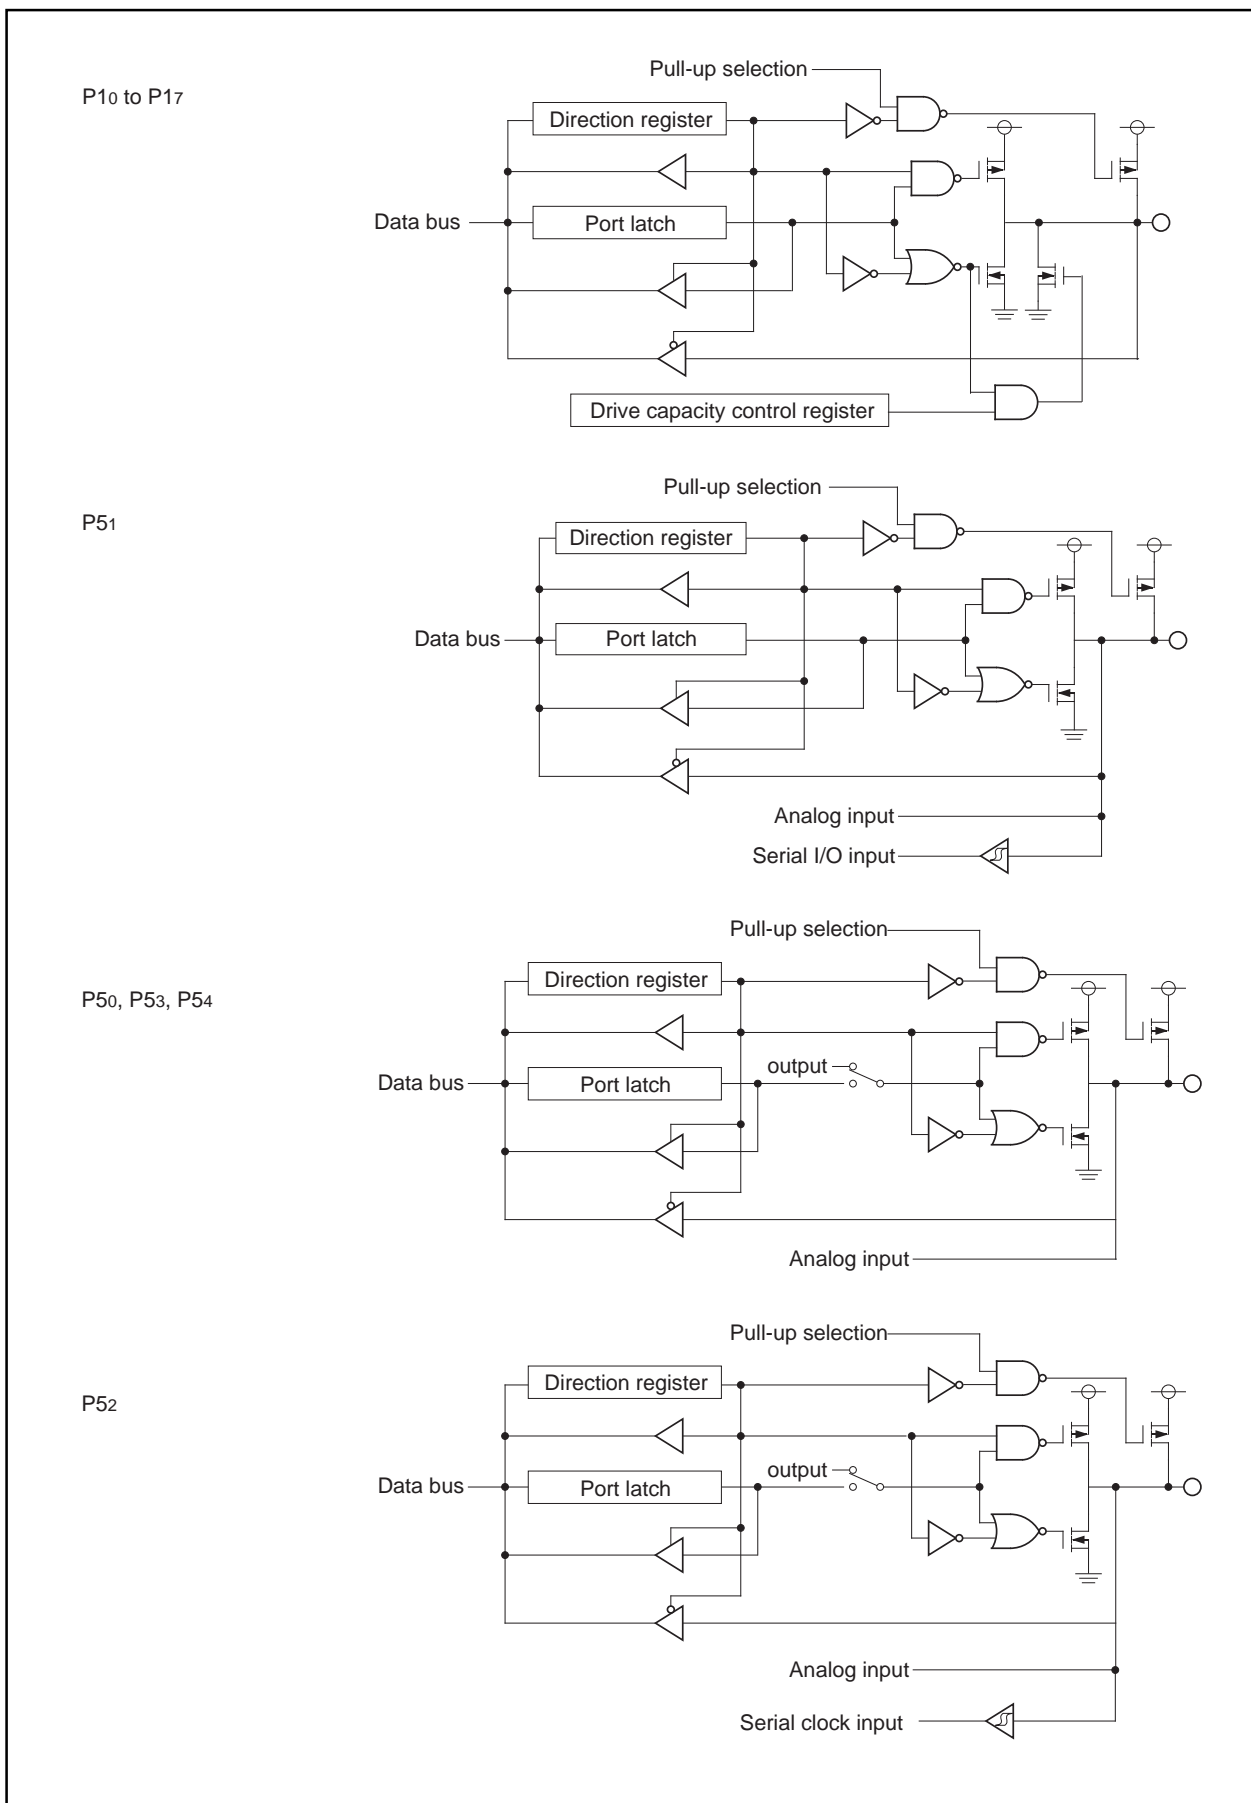 Pull-up selection
P10 to P17
Direction register
Data bus
Port latch
Drive capacity control register
Pull-up selection
P51
Direction register
Data bus
Port latch
Analog input
Serial I/O input
Pull-up selection
P50, P53, P54
Direction register
output
Data bus
Port latch
Analog input
Pull-up selection
P52
Direction register
output
Data bus
Port latch
Analog input
Serial clock input